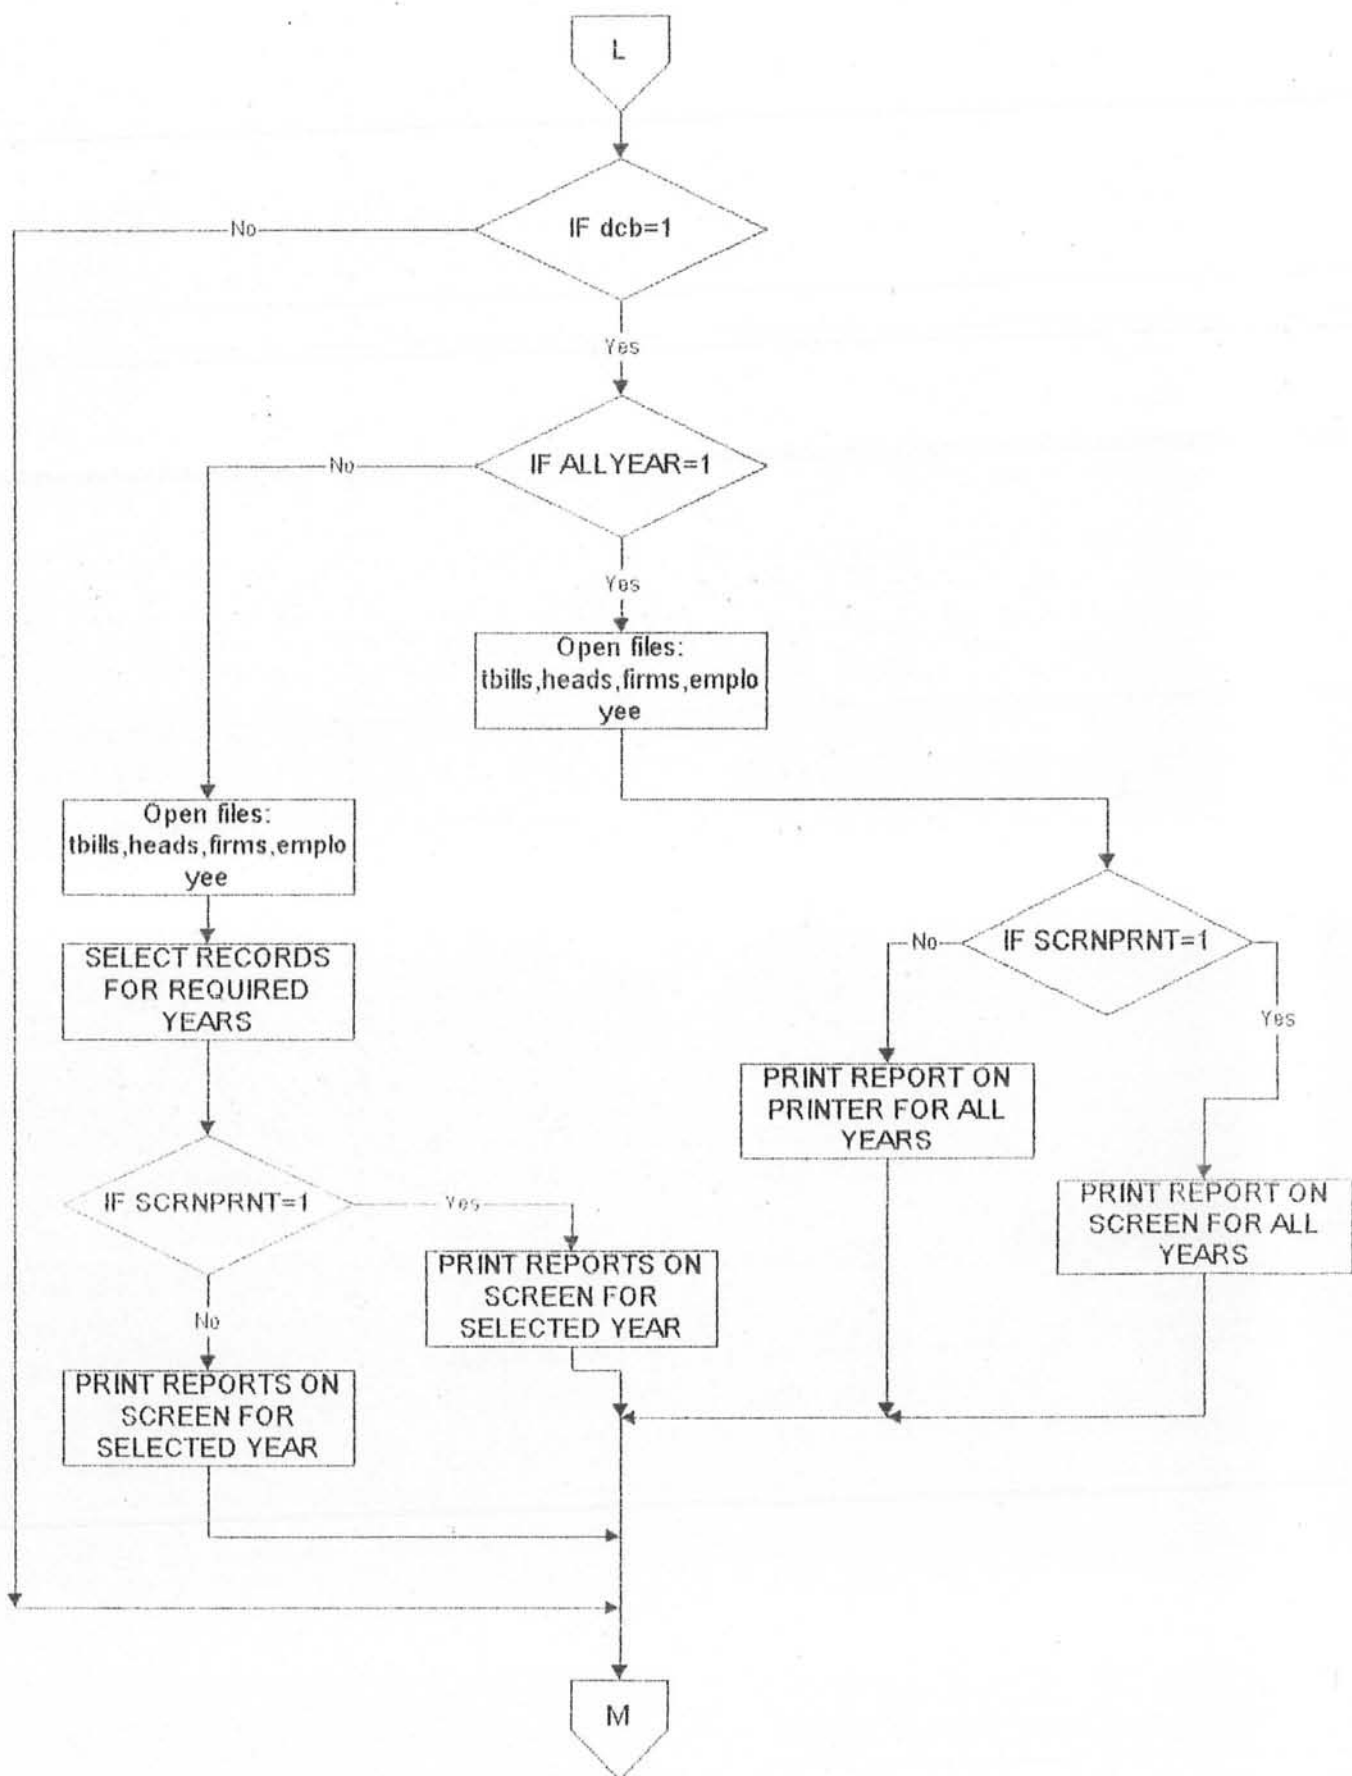 L
IF dcb=1
No
Yes
IF ALLYEAR=1
No
Yes
Open files:
tbills,heads,firms,emplo
yee
Open files:
tbills,heads,firms,emplo
yee
SELECT RECORDS
FOR REQUIRED
YEARS
IF SCRNPRNT=1
No
Yes
PRINT REPORT ON
PRINTER FOR ALL
YEARS
PRINT REPORT ON
SCREEN FOR ALL
YEARS
IF SCRNPRNT=1
Yes
No
PRINT REPORTS ON
SCREEN FOR
SELECTED YEAR
PRINT REPORTS ON
SCREEN FOR
SELECTED YEAR
M